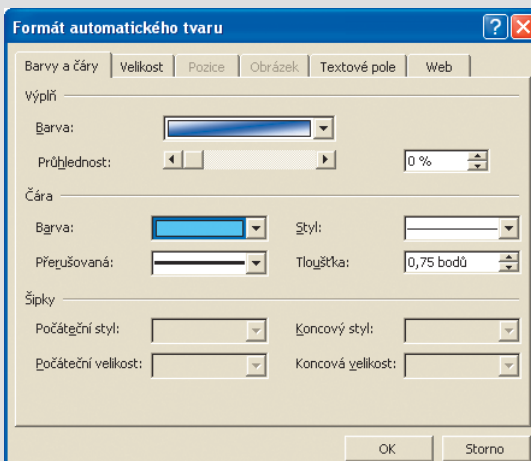 Formát automatického tvaru
Barvy a čáry Velikost Pozice Obrázek Textové pole Web
Výplň
Barva:
Průhlednost: 0 %
Čára
Barva: Styl:
Přerušovaná: Tloušťka: 0,75 bodů
Šipky
Počáteční styl: Koncový styl:
Počáteční velikost: Koncová velikost:
OK Storno